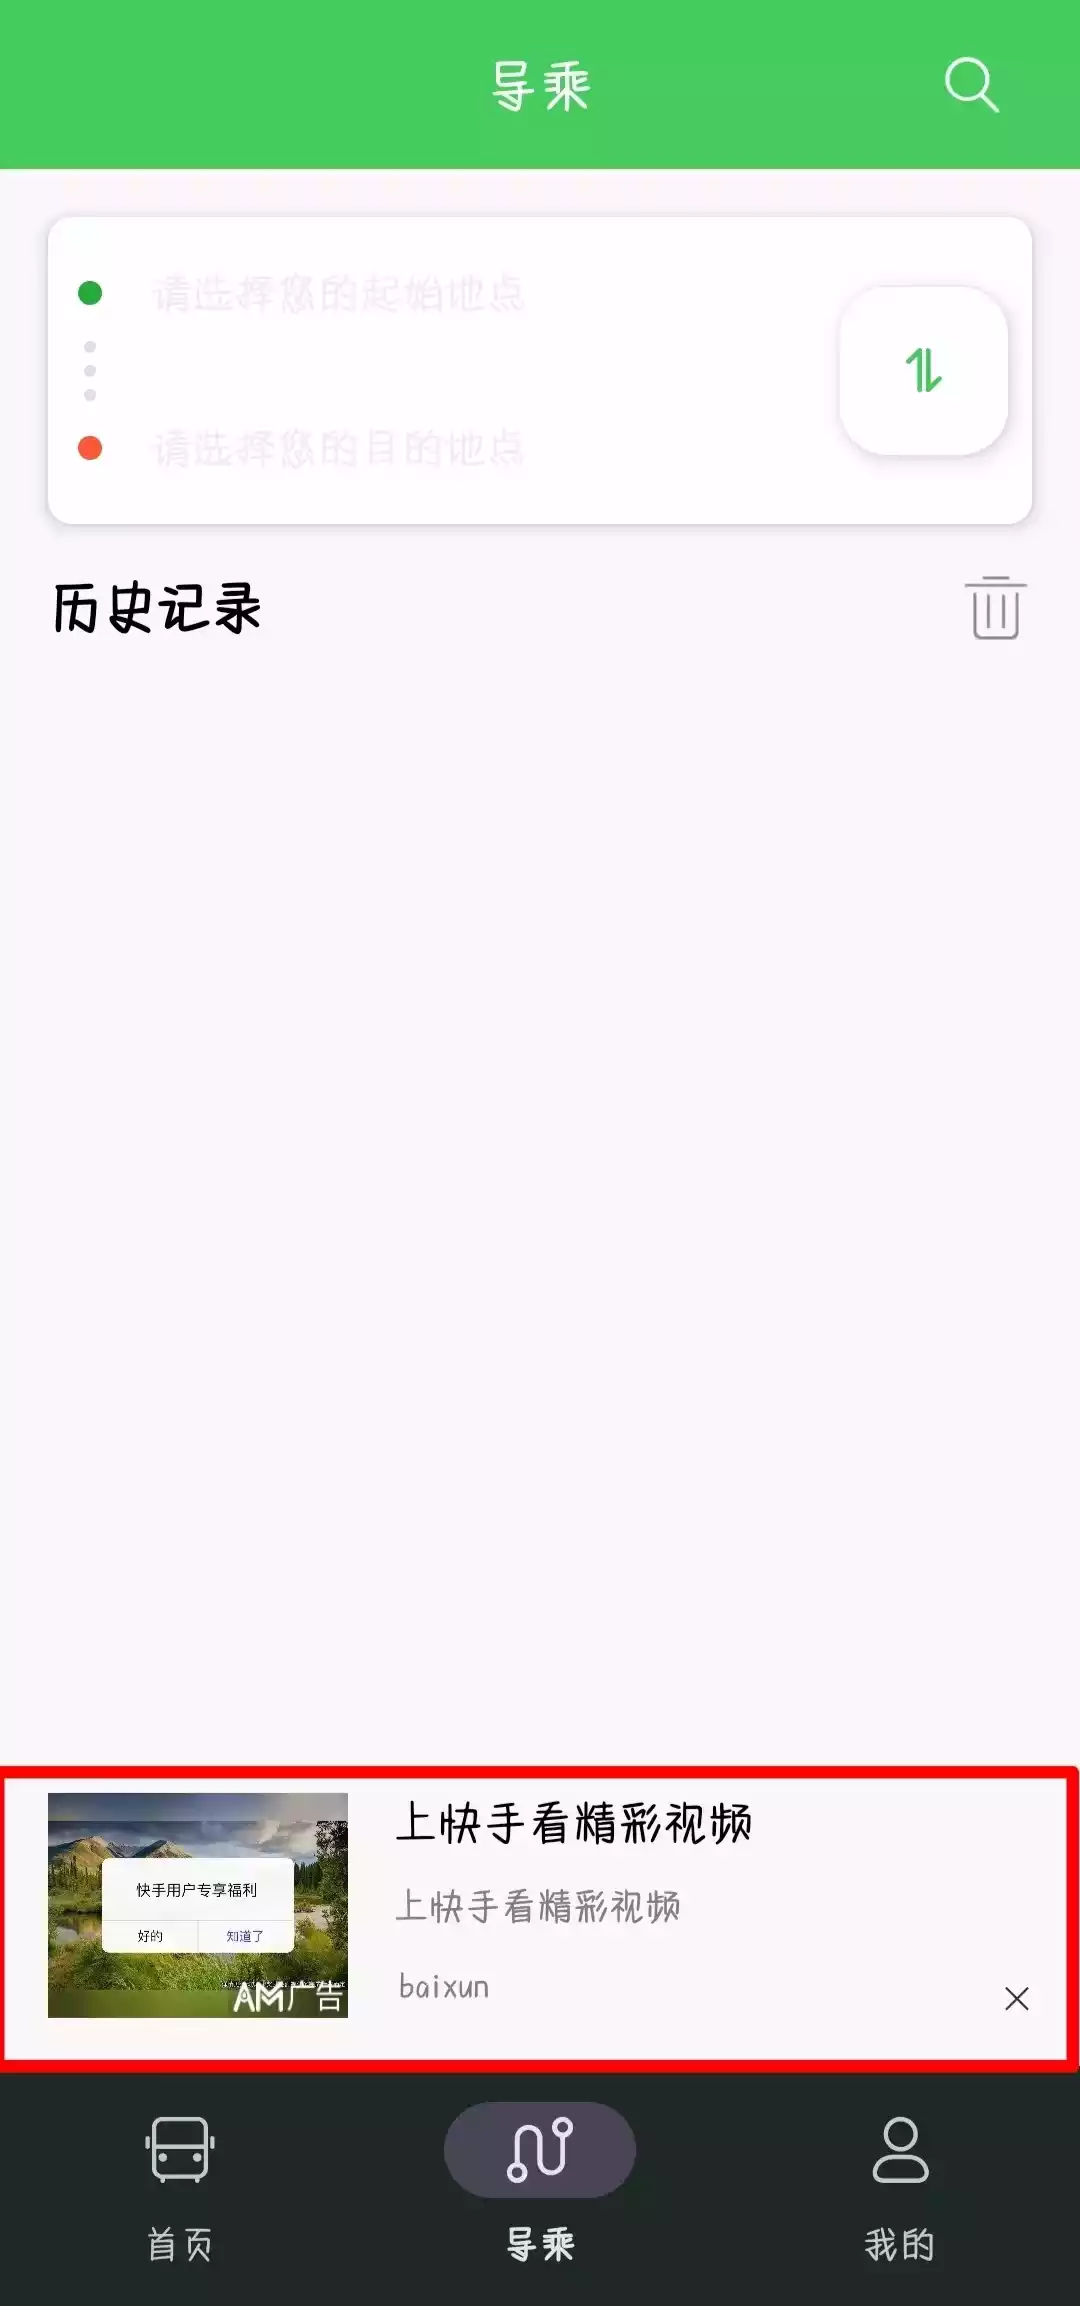 导乘
请选择您的起始地点
请选择您的目的地点
历史记录
上快手看精彩视频
快手用户专享福利
上快手看精彩视频
好的 知道了
baixun
AM广告
首页 导乘 我的